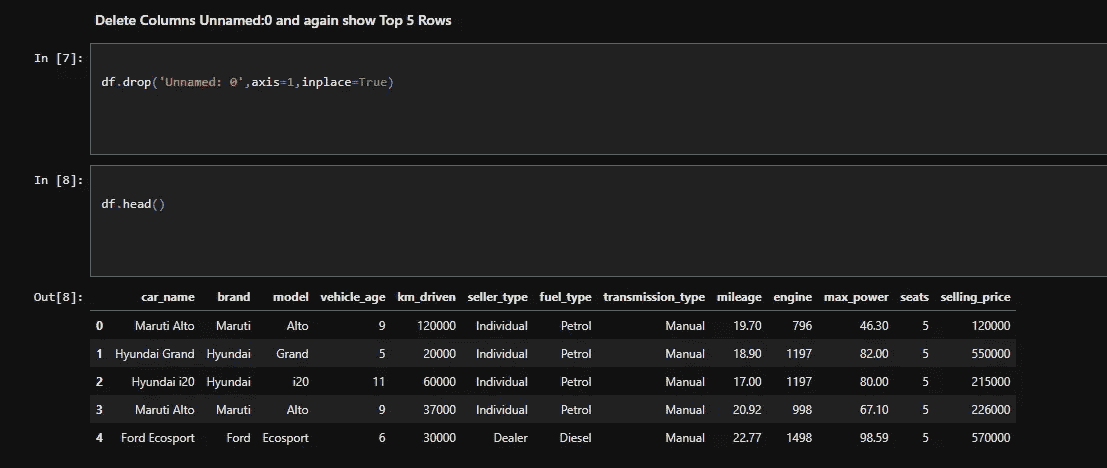 Delete Columns Unnamed:0 and again show Top 5 Rows
In [7]:
df.drop('Unnamed: 0',axis=1,inplace=True)
In [8]:
df.head()
Out[8]:
car_name brand model vehicle_age km_driven seller_type fuel_type transmission_type mileage engine max_power seats selling_price
0 Maruti Alto Maruti Alto 9 120000 Individual Petrol Manual 19.70 796 46.30 5 120000
1 Hyundai Grand Hyundai Grand 5 20000 Individual Petrol Manual 18.90 1197 82.00 5 550000
2 Hyundai i20 Hyundai i20 11 60000 Individual Petrol Manual 17.00 1197 80.00 5 215000
3 Maruti Alto Maruti Alto 9 37000 Individual Petrol Manual 20.92 998 67.10 5 226000
4 Ford Ecosport Ford Ecosport 6 30000 Dealer Diesel Manual 22.77 1498 98.59 5 570000